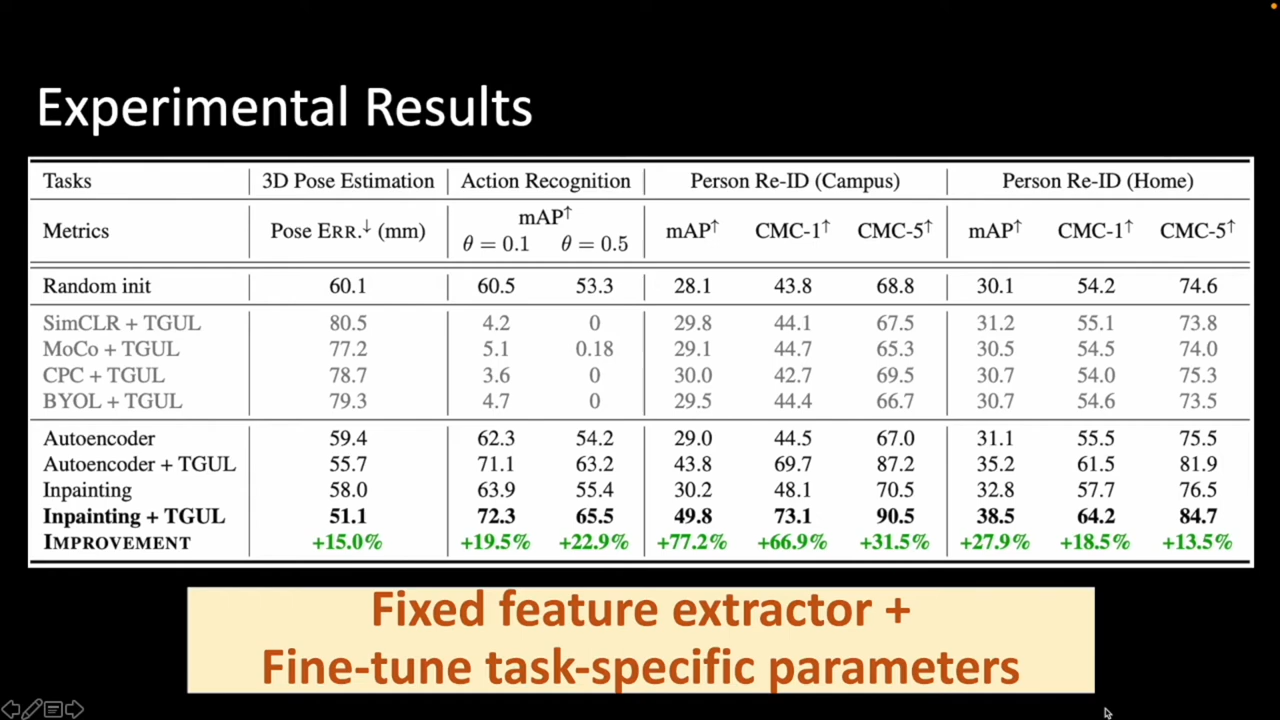 Experimental Results
Tasks 3D Pose Estimation Action Recognition Person Re-ID (Campus) Person Re-ID (Home)
Metrics Pose ERR.↓ (mm) mAP↑ mAP↑ CMC-1↑ CMC-5↑ mAP↑ CMC-1↑ CMC-5↑
θ = 0.1 θ = 0.5
Random init 60.1 60.5 53.3 28.1 43.8 68.8 30.1 54.2 74.6
SimCLR + TGUL 80.5 4.2 0 29.8 44.1 67.5 31.2 55.1 73.8
MoCo + TGUL 77.2 5.1 0.18 29.1 44.7 65.3 30.5 54.5 74.0
CPC + TGUL 78.7 3.6 0 30.0 42.7 69.5 30.7 54.0 75.3
BYOL + TGUL 79.3 4.7 0 29.5 44.4 66.7 30.7 54.6 73.5
Autoencoder 59.4 62.3 54.2 29.0 44.5 67.0 31.1 55.5 75.5
Autoencoder + TGUL 55.7 71.1 63.2 43.8 69.7 87.2 35.2 61.5 81.9
Inpainting 58.0 63.9 55.4 30.2 48.1 70.5 32.8 57.7 76.5
Inpainting + TGUL 51.1 72.3 65.5 49.8 73.1 90.5 38.5 64.2 84.7
IMPROVEMENT +15.0% +19.5% +22.9% +77.2% +66.9% +31.5% +27.9% +18.5% +13.5%
Fixed feature extractor +
Fine-tune task-specific parameters